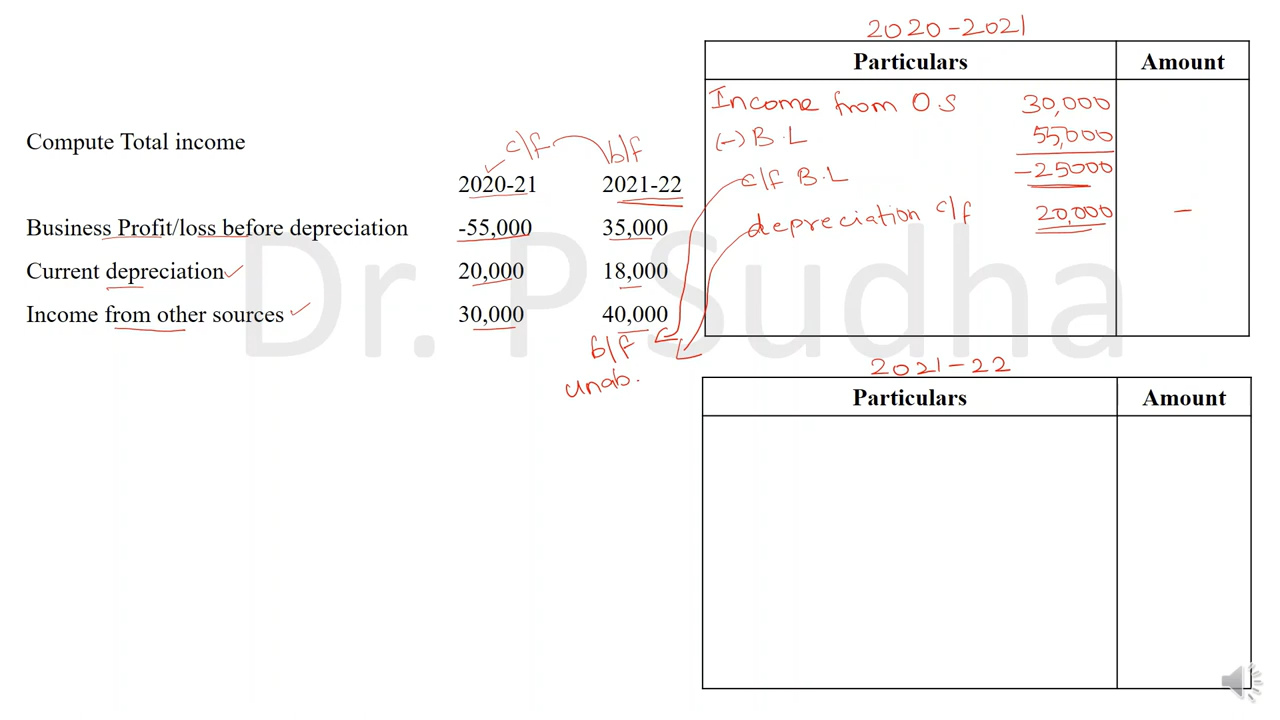 Compute Total income
c/f b/f
2020-21 2021-22
Business Profit/loss before depreciation -55,000 35,000
Current depreciation 20,000 18,000
Income from other sources 30,000 40,000
b/f
unab.
2020-2021
Particulars Amount
Income from O.S 30,000
(-) B.L 55,000
c/f B.L -25000
depreciation c/f 20,000 -
2021-22
Particulars Amount
Dr. P Sudha